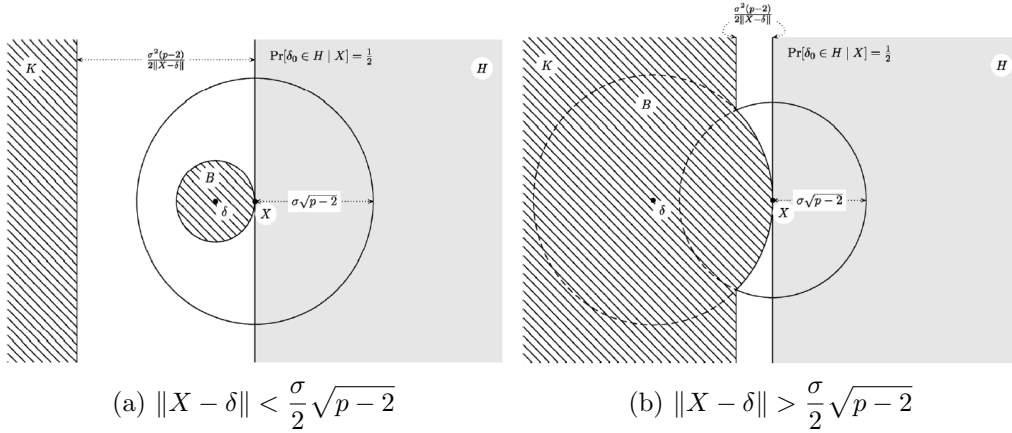 σ²(p−2)
2‖X−δ‖
K
Pr[δ₀ ∈ H | X] = 1/2
H
B
δ
X
σ√p−2
(a) ‖X − δ‖ < σ/2 √p − 2
σ²(p−2)
2‖X−δ‖
K
Pr[δ₀ ∈ H | X] = 1/2
H
B
δ
X
σ√p−2
(b) ‖X − δ‖ > σ/2 √p − 2